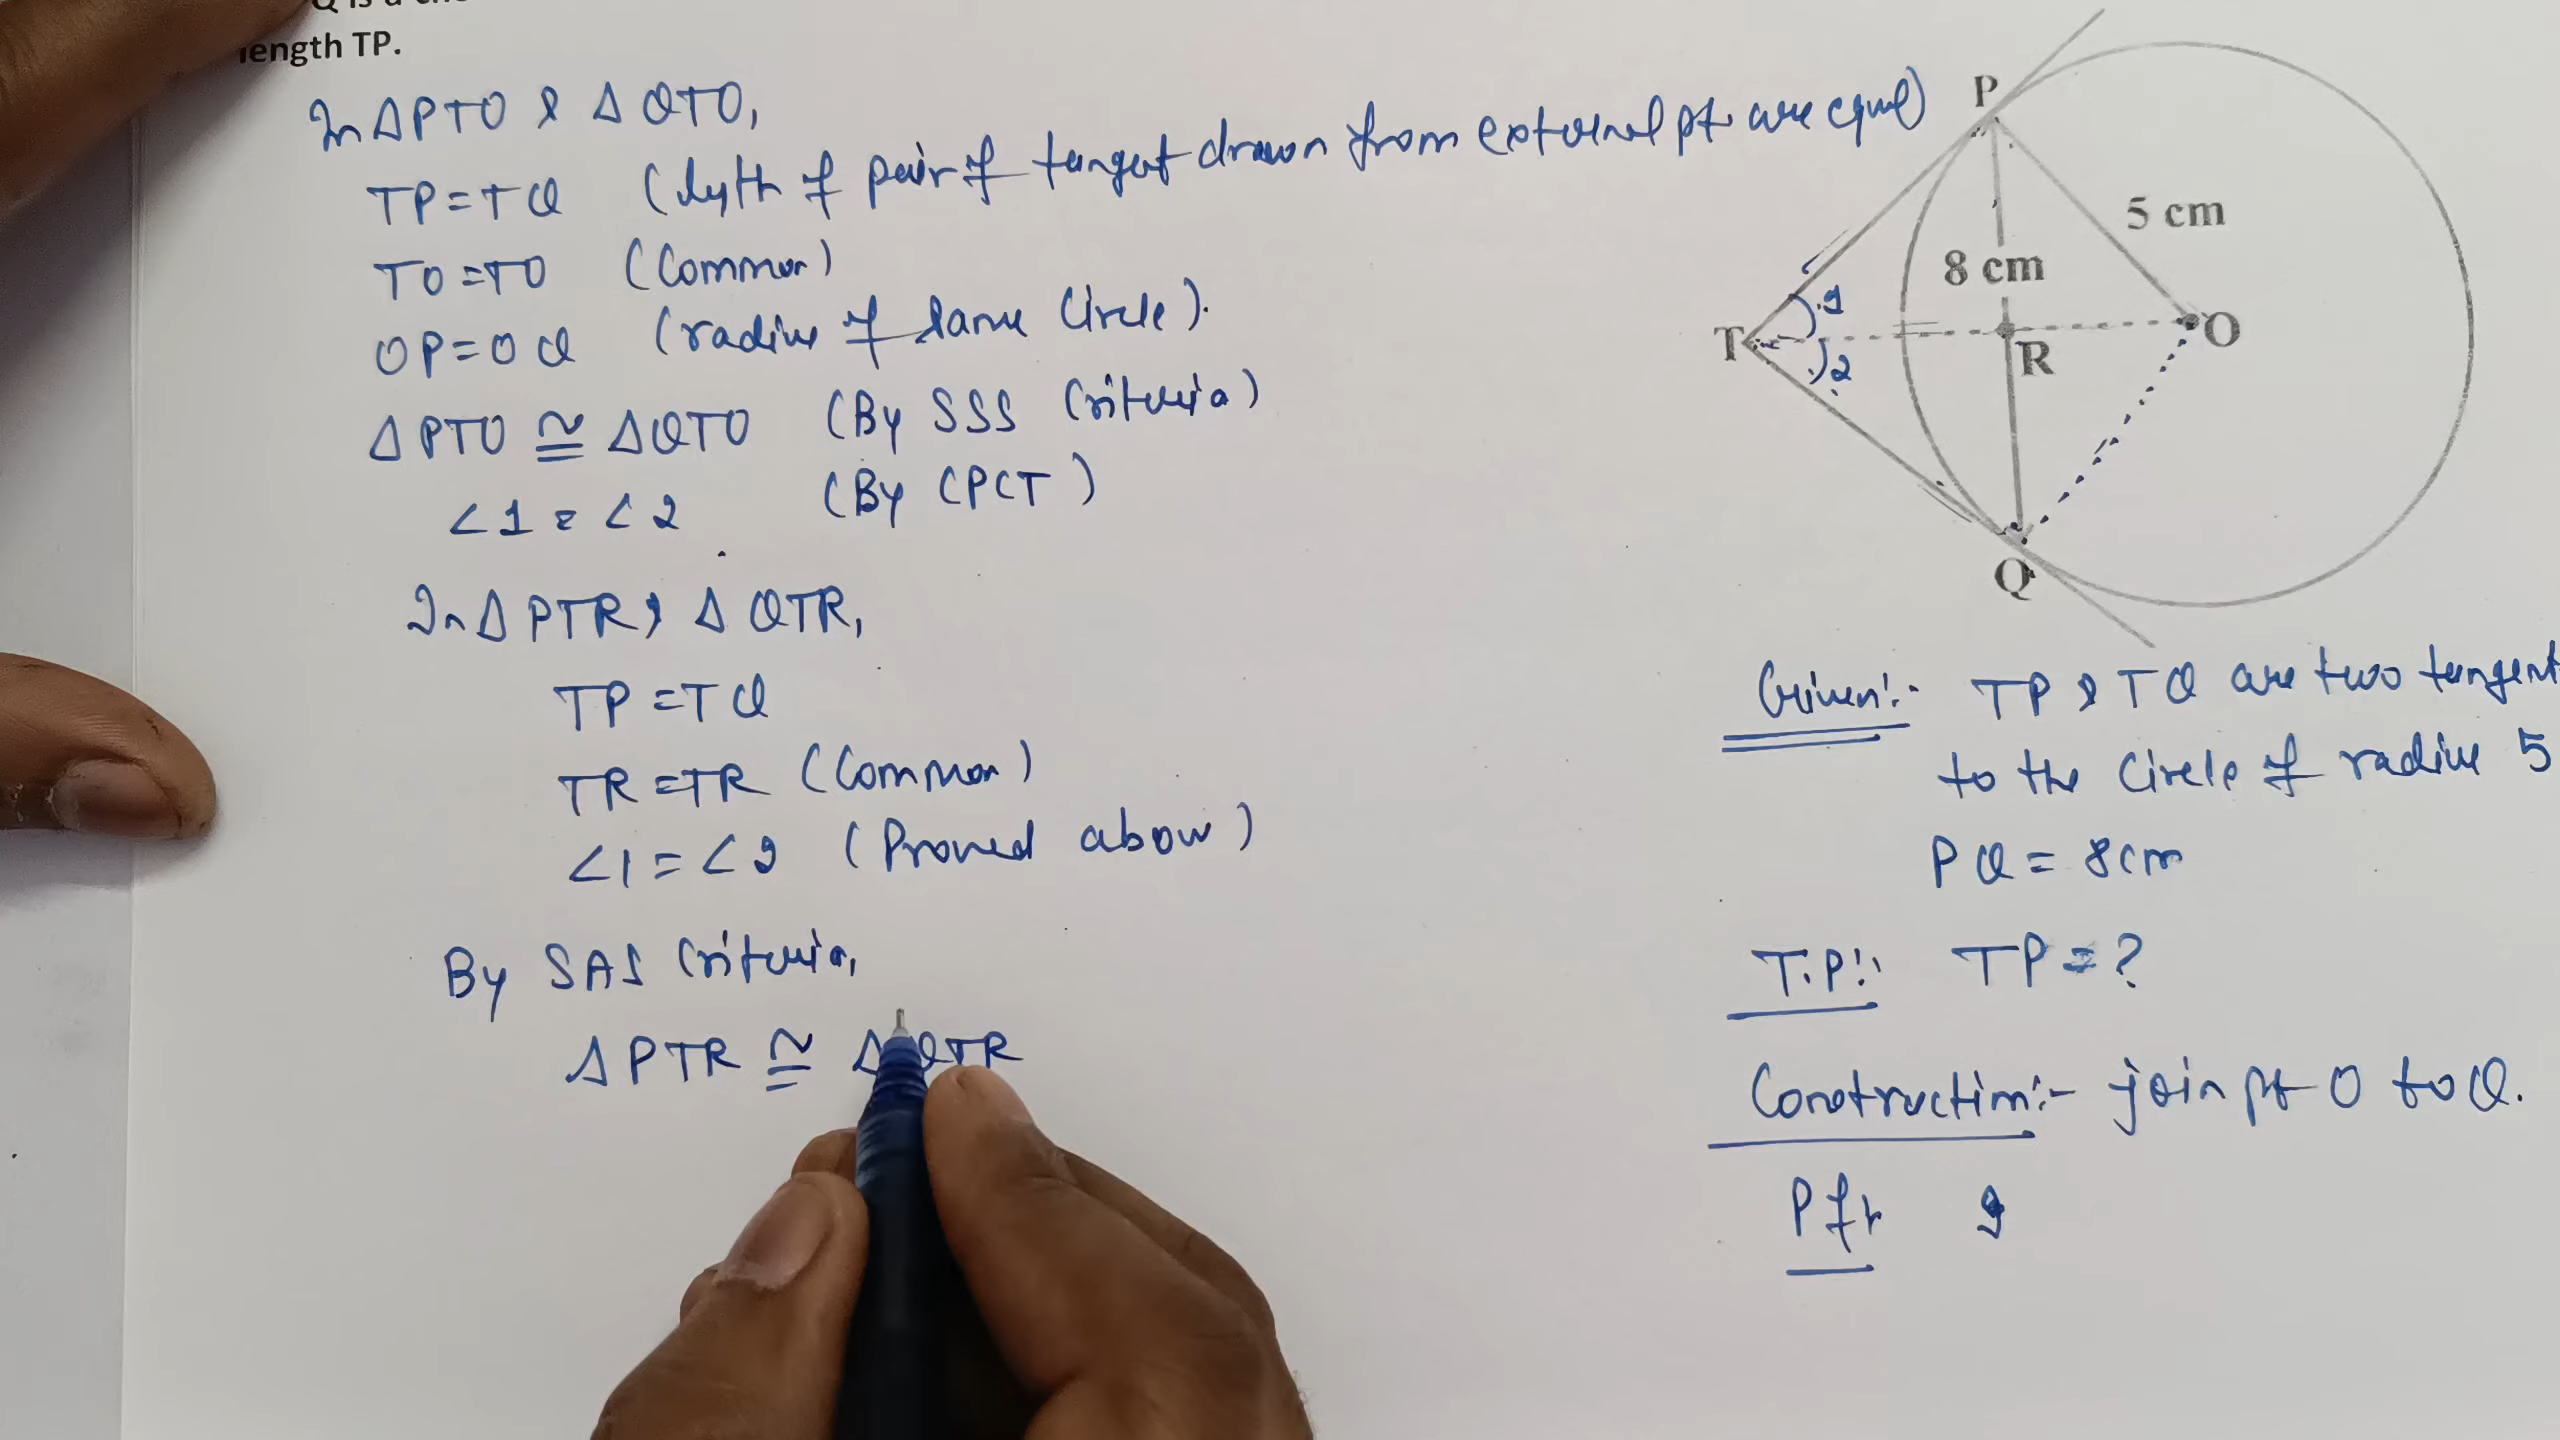 length TP.
In ΔPTO & ΔQTO,
TP=TQ (length of pair of tangent drawn from external pt. are equal)
TO=TO (Common)
OP=OQ (radius of same Circle).
ΔPTO ≅ ΔQTO (By SSS Criteria)
∠1 = ∠2 (By CPCT)
In ΔPTR & ΔQTR,
TP=TQ
TR=TR (Common)
∠1=∠2 (Proved above)
By SAS Criteria,
ΔPTR ≅ ΔQTR
P
5 cm
8 cm
1
T
R
O
2
Q
Given:- TP & TQ are two tangent
to the Circle of radius 5
PQ = 8cm
T.P:- TP=?
Construction:- join pt O to Q.